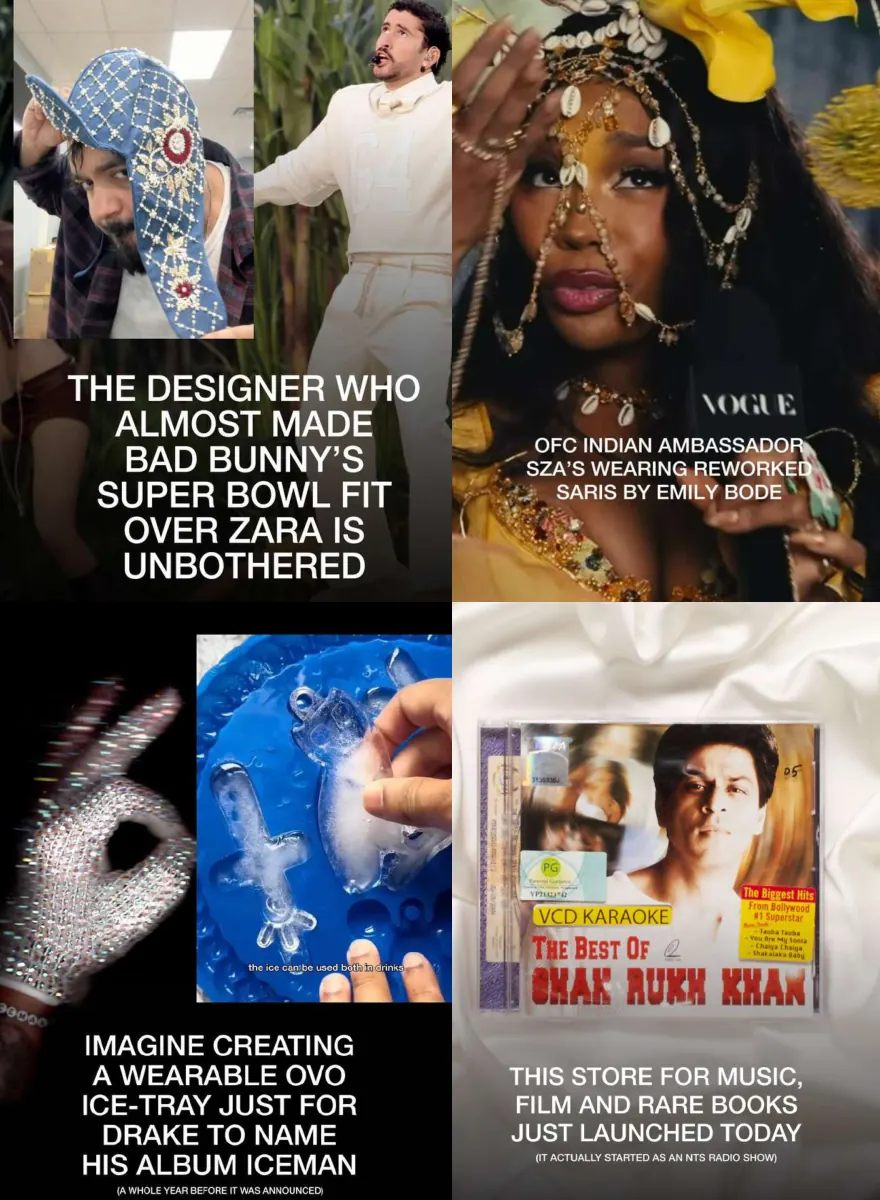 64
THE DESIGNER WHO
ALMOST MADE
BAD BUNNY'S
SUPER BOWL FIT
OVER ZARA IS
UNBOTHERED
VOGUE
OFC INDIAN AMBASSADOR
SZA'S WEARING REWORKED
SARIS BY EMILY BODE
the ice can be used both in drinks
IMAGINE CREATING
A WEARABLE OVO
ICE-TRAY JUST FOR
DRAKE TO NAME
HIS ALBUM ICEMAN
(A WHOLE YEAR BEFORE IT WAS ANNOUNCED)
05
PG
VCD KARAOKE
THE BEST OF
SHAH RUKH KHAN
The Biggest Hits
From Bollywood
#1 Superstar
- Tauba Tauba
- You Are My Sonia
- Chaiya Chaiya
- Shakalaka Baby
THIS STORE FOR MUSIC,
FILM AND RARE BOOKS
JUST LAUNCHED TODAY
(IT ACTUALLY STARTED AS AN NTS RADIO SHOW)